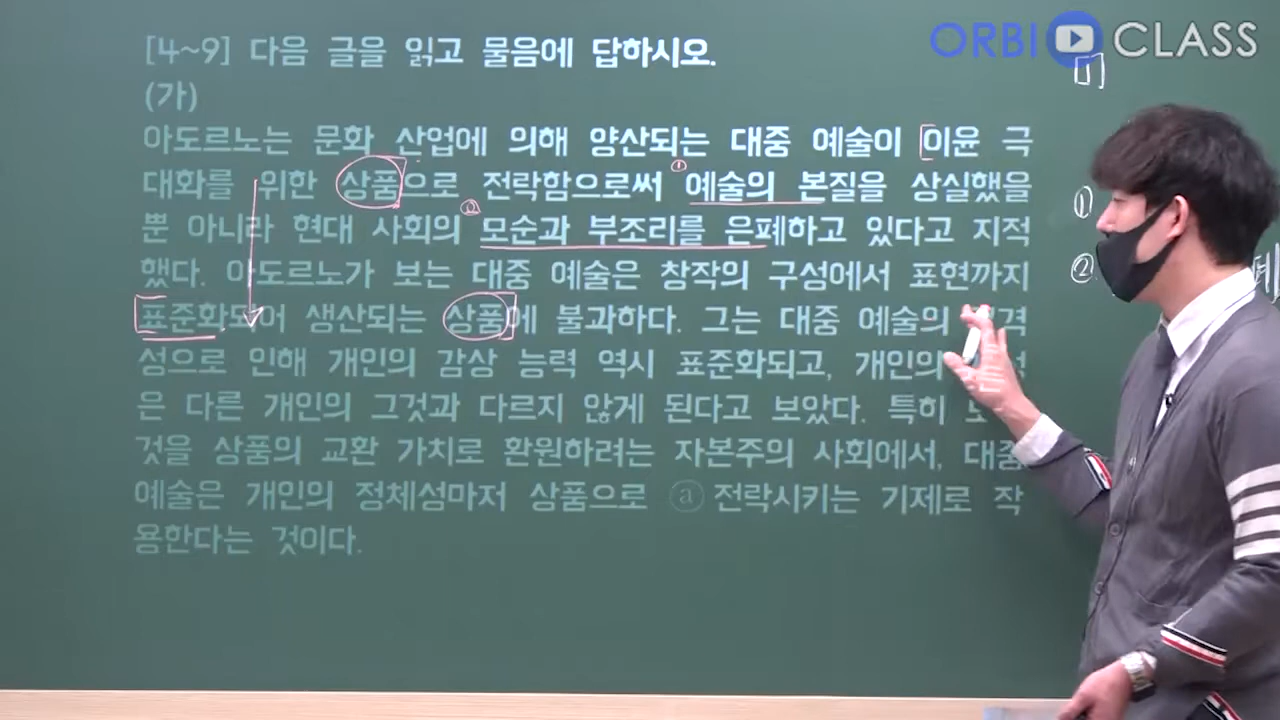 ORBI CLASS
[4~9] 다음 글을 읽고 물음에 답하시오.
(가)
아도르노는 문화 산업에 의해 양산되는 대중 예술이 이윤 극
대화를 위한 상품으로 전락함으로써 ① 예술의 본질을 상실했을
뿐 아니라 현대 사회의 ② 모순과 부조리를 은폐하고 있다고 지적
했다. 아도르노가 보는 대중 예술은 창작의 구성에서 표현까지
표준화되어 생산되는 상품에 불과하다. 그는 대중 예술의
성으로 인해 개인의 감상 능력 역시 표준화되고, 개인의
은 다른 개인의 그것과 다르지 않게 된다고 보았다. 특히
것을 상품의 교환 가치로 환원하려는 자본주의 사회에서, 대중
예술은 개인의 정체성마저 상품으로 ⓐ 전락시키는 기제로 작
용한다는 것이다.
①
②